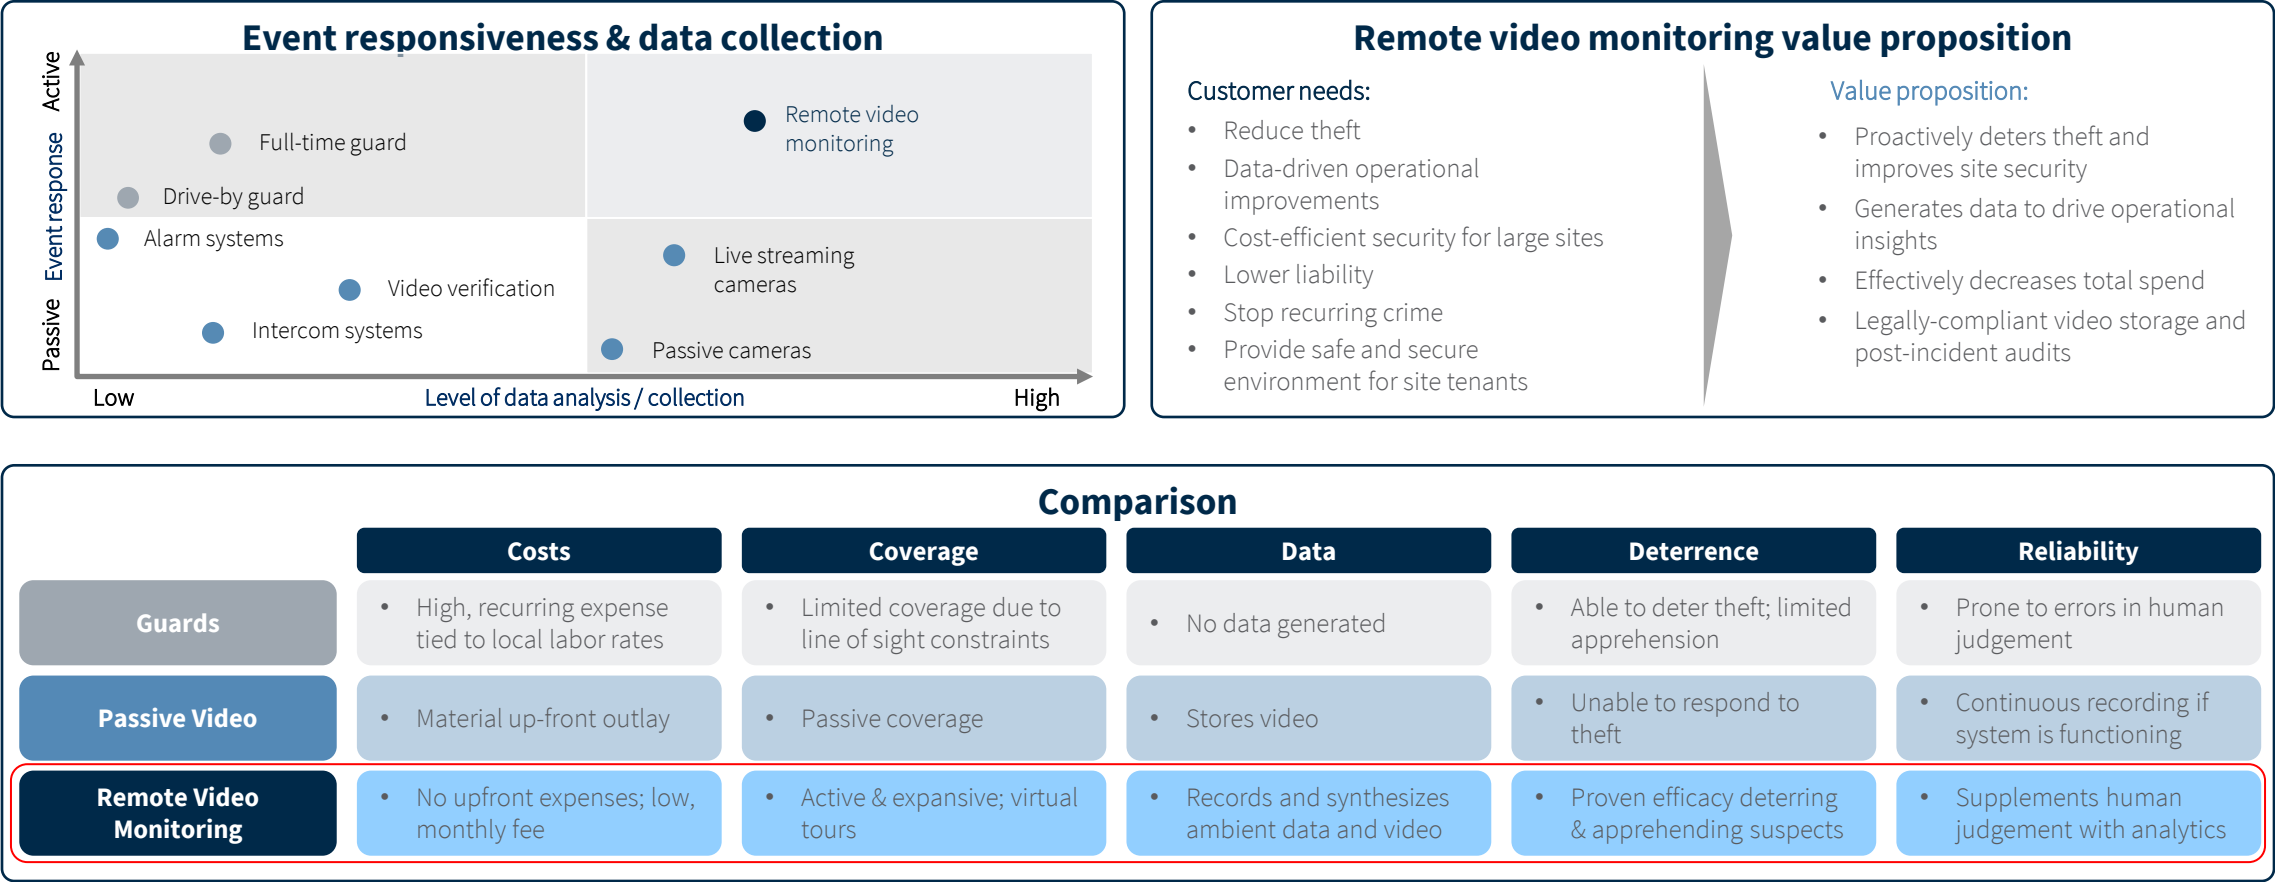 Event responsiveness & data collection
Active
Event response
Passive
Remote video
monitoring
Full-time guard
Drive-by guard
Alarm systems
Live streaming
cameras
Video verification
Intercom systems
Passive cameras
Low
Level of data analysis / collection
High
Remote video monitoring value proposition
Customer needs:
• Reduce theft
• Data-driven operational
improvements
• Cost-efficient security for large sites
• Lower liability
• Stop recurring crime
• Provide safe and secure
environment for site tenants
Value proposition:
• Proactively deters theft and
improves site security
• Generates data to drive operational
insights
• Effectively decreases total spend
• Legally-compliant video storage and
post-incident audits
Comparison
Costs
Coverage
Data
Deterrence
Reliability
Guards
• High, recurring expense
tied to local labor rates
• Limited coverage due to
line of sight constraints
• No data generated
• Able to deter theft; limited
apprehension
• Prone to errors in human
judgement
Passive Video
• Material up-front outlay
• Passive coverage
• Stores video
• Unable to respond to
theft
• Continuous recording if
system is functioning
Remote Video
Monitoring
• No upfront expenses; low,
monthly fee
• Active & expansive; virtual
tours
• Records and synthesizes
ambient data and video
• Proven efficacy deterring
& apprehending suspects
• Supplements human
judgement with analytics